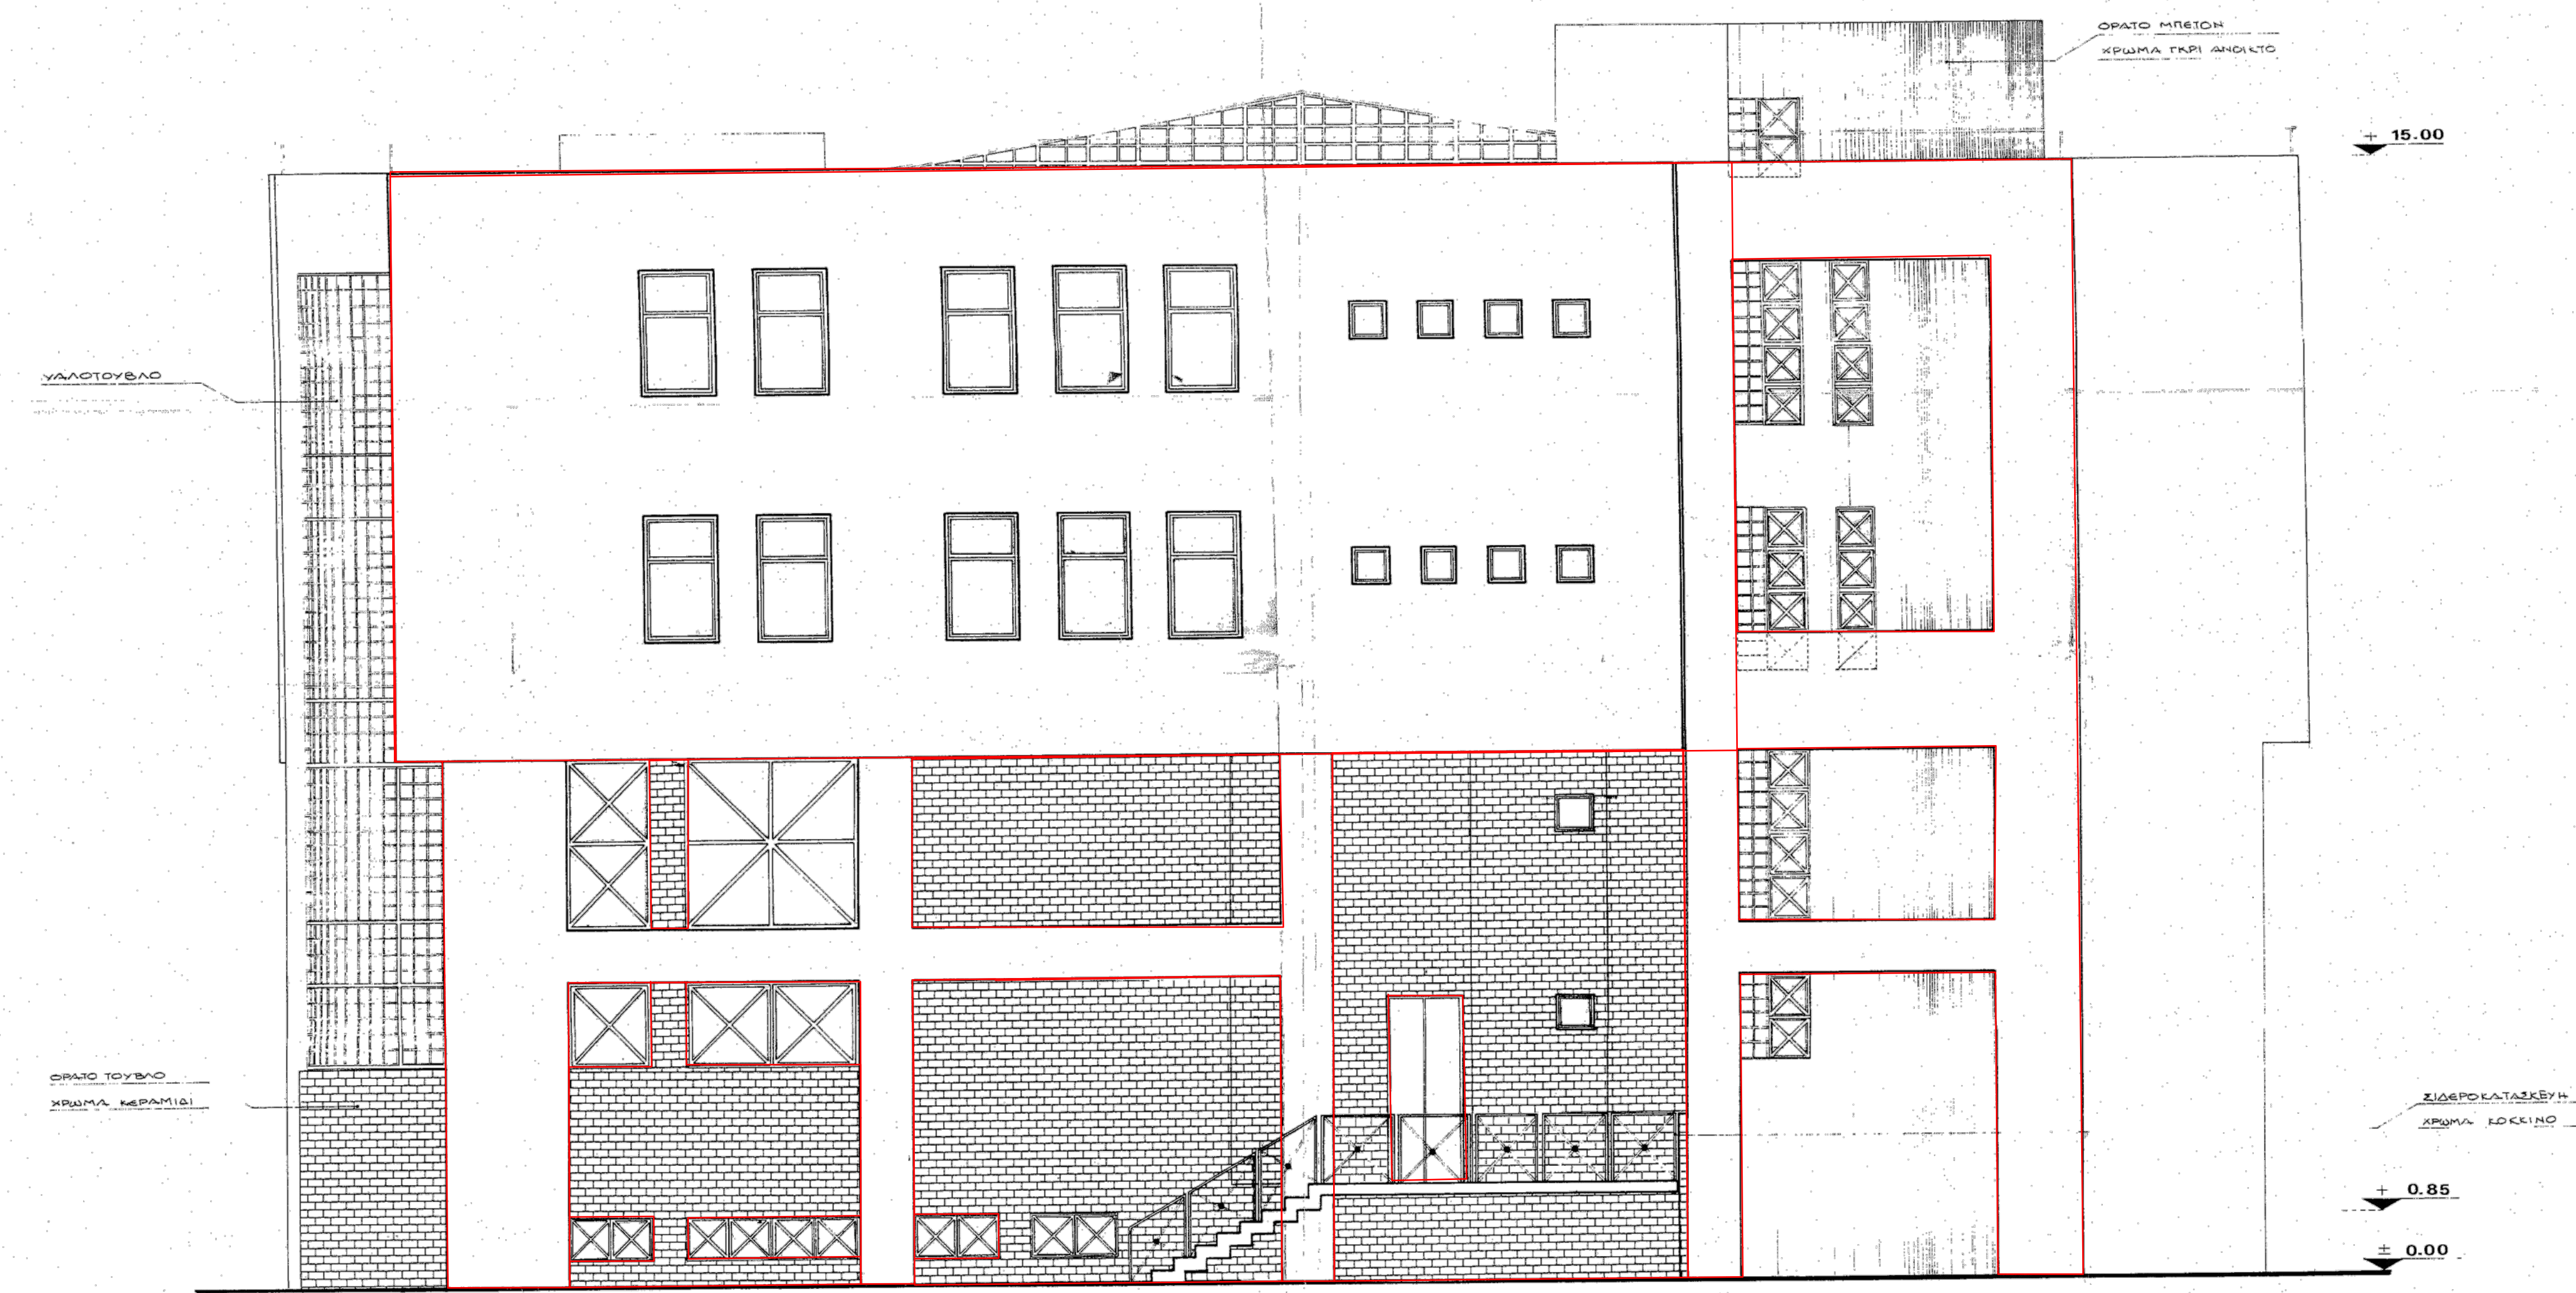 ΟΡΑΤΟ ΜΠΕΤΟΝ
ΧΡΩΜΑ ΓΚΡΙ ΑΝΟΙΚΤΟ
+ 15.00
ΥΑΛΟΤΟΥΒΛΟ
ΟΡΑΤΟ ΤΟΥΒΛΟ
ΧΡΩΜΑ ΚΕΡΑΜΙΔΙ
ΣΙΔΕΡΟΚΑΤΑΣΚΕΥΗ
ΧΡΩΜΑ ΚΟΚΚΙΝΟ
+ 0.85
± 0.00